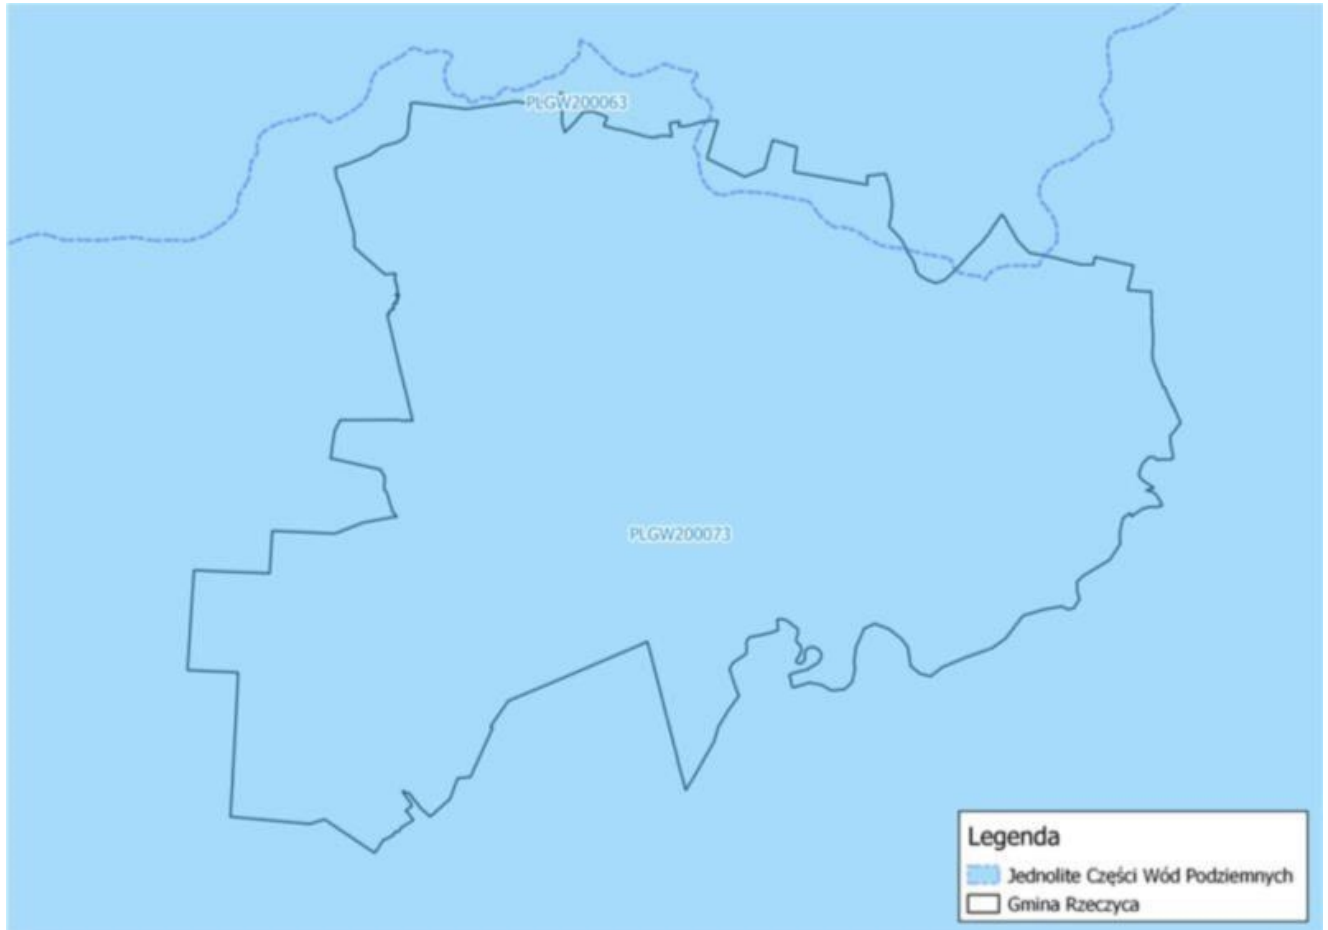 PLGW200063
PLGW200073
Legenda
Jednolite Części Wód Podziemnych
Gmina Rzeczyca